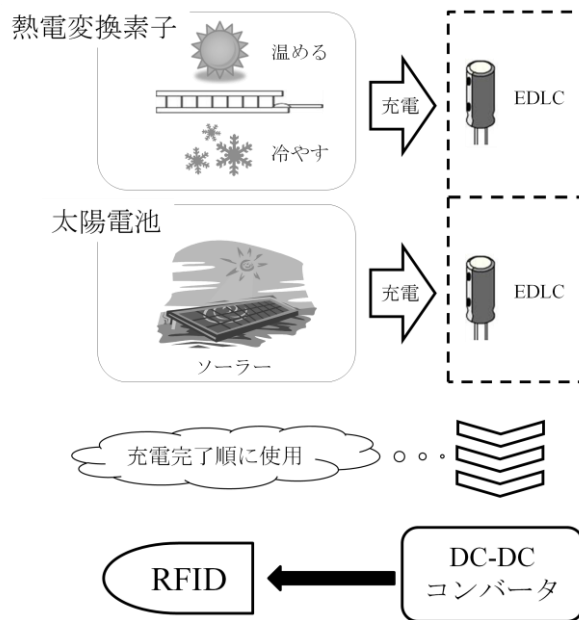 熱電変換素子
温める
冷やす
充電
EDLC
太陽電池
ソーラー
充電
EDLC
充電完了順に使用
RFID
DC-DC
コンバータ